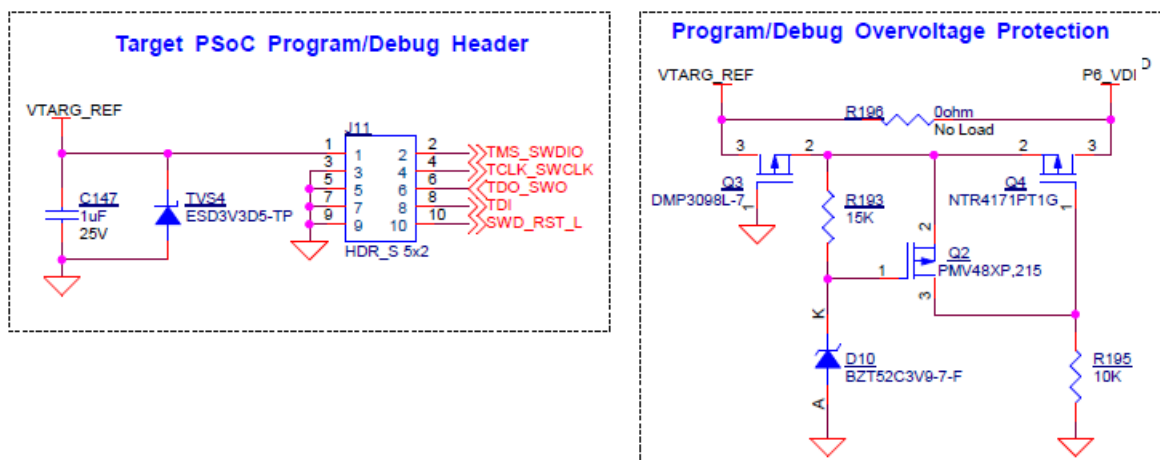 Target PSoC Program/Debug Header
VTARG_REF
C147
1uF
25V
TVS4
ESD3V3D5-TP
J11
1 1 2 2 TMS_SWDIO
3 3 4 4 TCLK_SWCLK
5 5 6 6 TDO_SWO
7 7 8 8 TDI
9 9 10 10 SWD_RST_L
HDR_S 5x2
Program/Debug Overvoltage Protection
VTARG_REF
P6_VDI
D
R196
0ohm
No Load
3
2
Q3
DMP3098L-7
1
R193
15K
2
3
Q4
NTR4171PT1G
1
2
Q2
PMV48XP,215
1
3
K
D10
BZT52C3V9-7-F
A
R195
10K